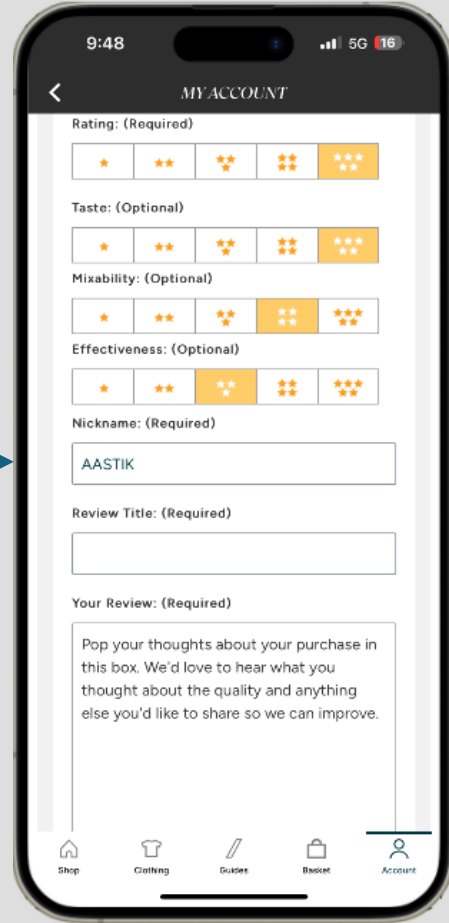 9:48
5G 16
MY ACCOUNT
Rating: (Required)
Taste: (Optional)
Mixability: (Optional)
Effectiveness: (Optional)
Nickname: (Required)
AASTIK
Review Title: (Required)
Your Review: (Required)
Pop your thoughts about your purchase in
this box. We'd love to hear what you
thought about the quality and anything
else you'd like to share so we can improve.
Shop Clothing Guides Basket Account